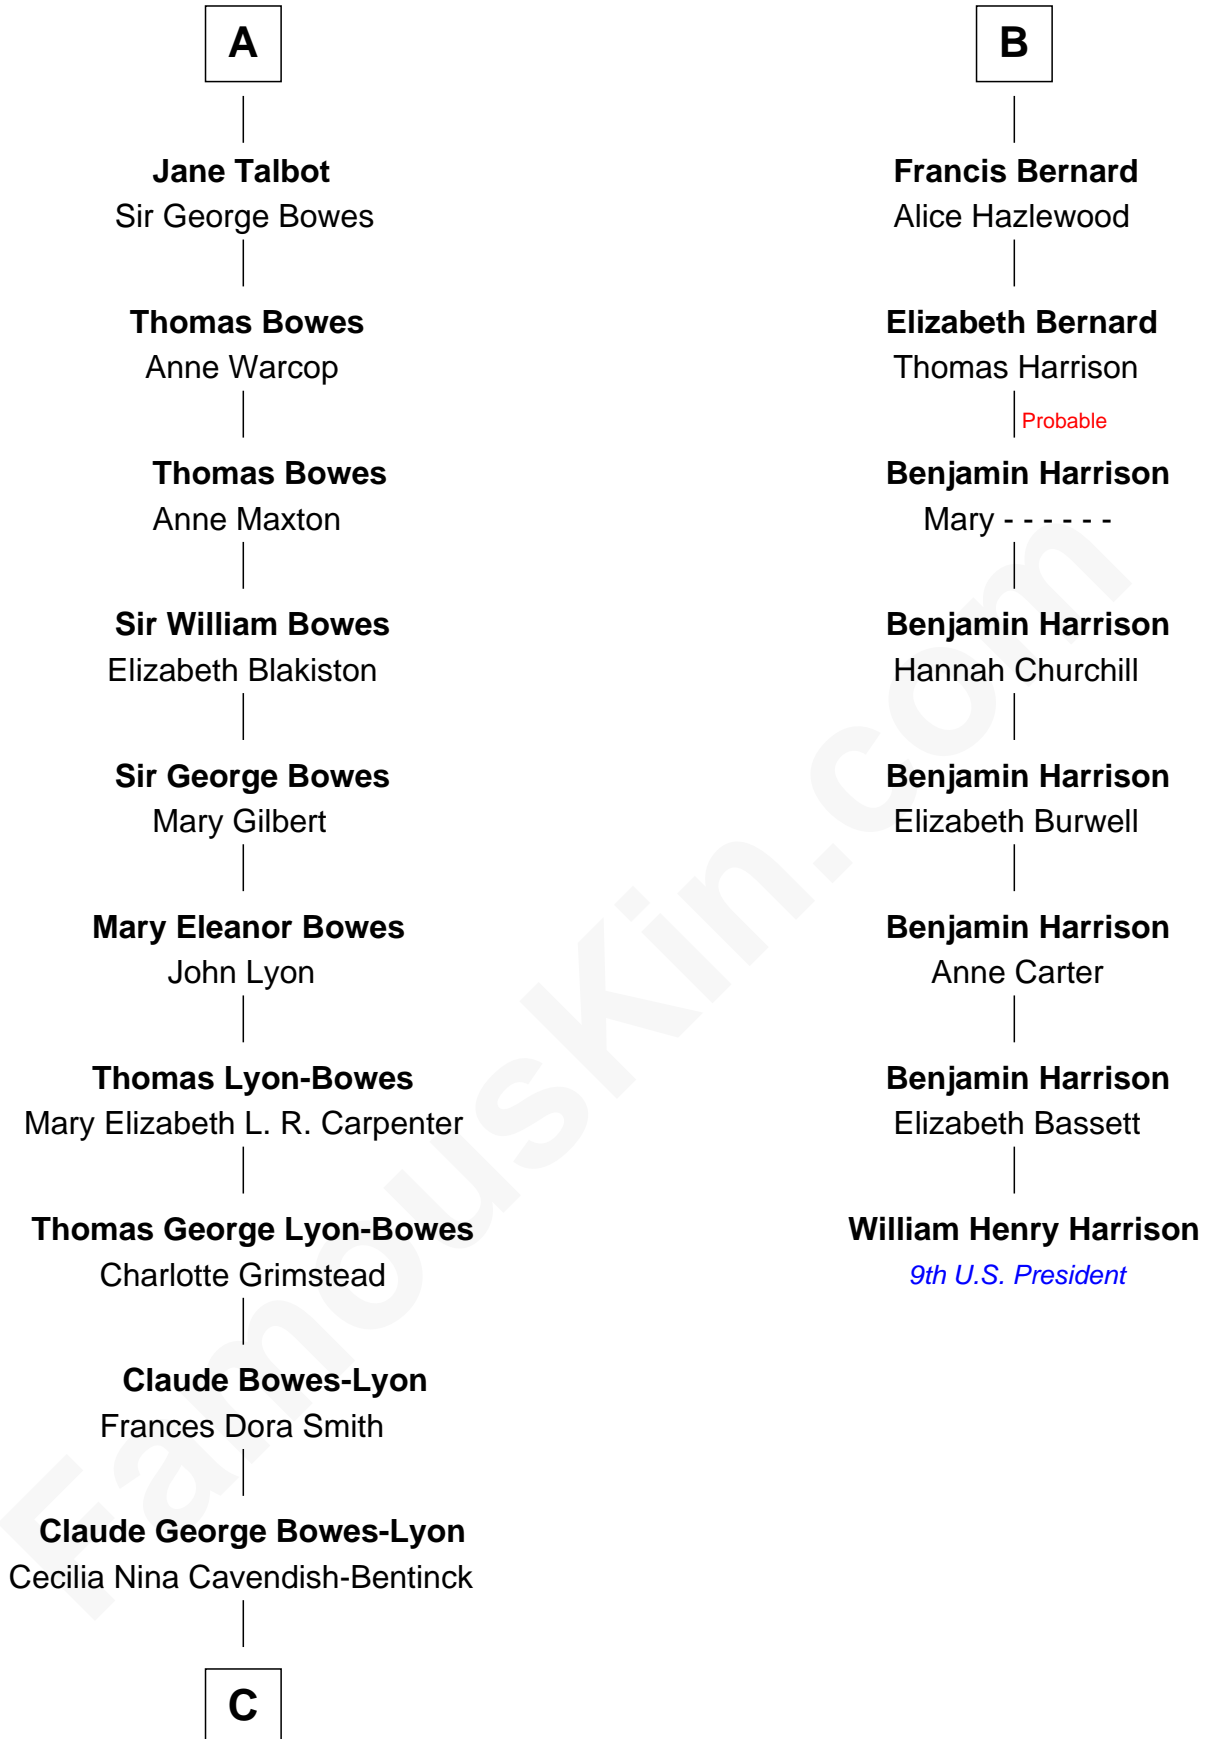 A
Jane Talbot
Sir George Bowes
Thomas Bowes
Anne Warcop
Thomas Bowes
Anne Maxton
Sir William Bowes
Elizabeth Blakiston
Sir George Bowes
Mary Gilbert
Mary Eleanor Bowes
John Lyon
Thomas Lyon-Bowes
Mary Elizabeth L. R. Carpenter
Thomas George Lyon-Bowes
Charlotte Grimstead
Claude Bowes-Lyon
Frances Dora Smith
Claude George Bowes-Lyon
Cecilia Nina Cavendish-Bentinck
C
B
Francis Bernard
Alice Hazlewood
Elizabeth Bernard
Thomas Harrison
Probable
Benjamin Harrison
Mary - - - - - -
Benjamin Harrison
Hannah Churchill
Benjamin Harrison
Elizabeth Burwell
Benjamin Harrison
Anne Carter
Benjamin Harrison
Elizabeth Bassett
William Henry Harrison
9th U.S. President
FamousKin.com